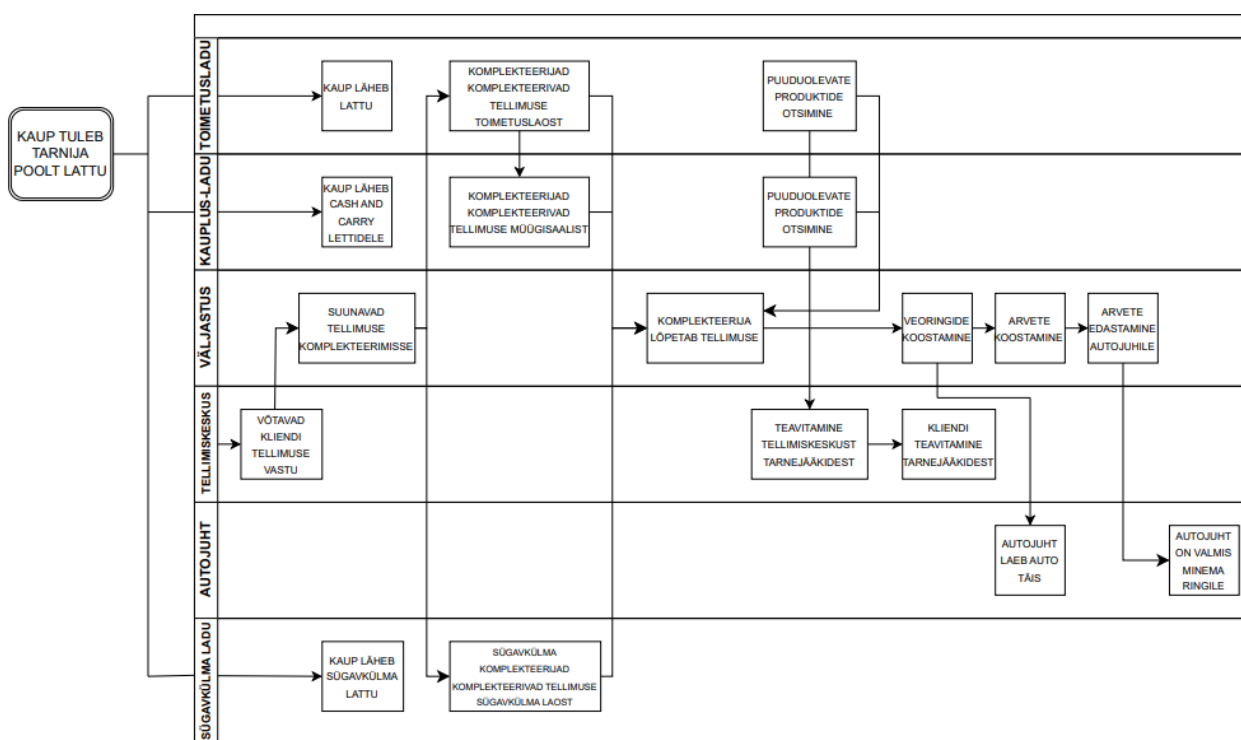 KAUP TULEB
TARNIJA
POOLT LATTU
TOIMETUSLADU
KAUP LÄHEB
LATTU
KOMPLEKTEERIJAD
KOMPLEKTEERIVAD
TELLIMUSE
TOIMETUSLAOST
PUUDUOLEVATE
PRODUKTIDE
OTSIMINE
KAUPLUS-LADU
KAUP LÄHEB
CASH AND
CARRY
LETTIDELE
KOMPLEKTEERIJAD
KOMPLEKTEERIVAD
TELLIMUSE MÜÜGISAALIST
PUUDUOLEVATE
PRODUKTIDE
OTSIMINE
VÄLJASTUS
SUUNAVAD
TELLIMUSE
KOMPLEKTEERIMISSE
KOMPLEKTEERIJA
LÕPETAB TELLIMUSE
VEORINGIDE
KOOSTAMINE
ARVETE
KOOSTAMINE
ARVETE
EDASTAMINE
AUTOJUHILE
TELLIMISKESKUS
VÕTAVAD
KLIENDI
TELLIMUSE
VASTU
TEAVITAMINE
TELLIMISKESKUST
TARNEJÄÄKIDEST
KLIENDI
TEAVITAMINE
TARNEJÄÄKIDEST
AUTOJUHT
AUTOJUHT
LAEB AUTO
TÄIS
AUTOJUHT
ON VALMIS
MINEMA
RINGILE
SÜGAVKÜLMA LADU
KAUP LÄHEB
SÜGAVKÜLMA
LATTU
SÜGAVKÜLMA
KOMPLEKTEERIJAD
KOMPLEKTEERIVAD TELLIMUSE
SÜGAVKÜLMA LAOST